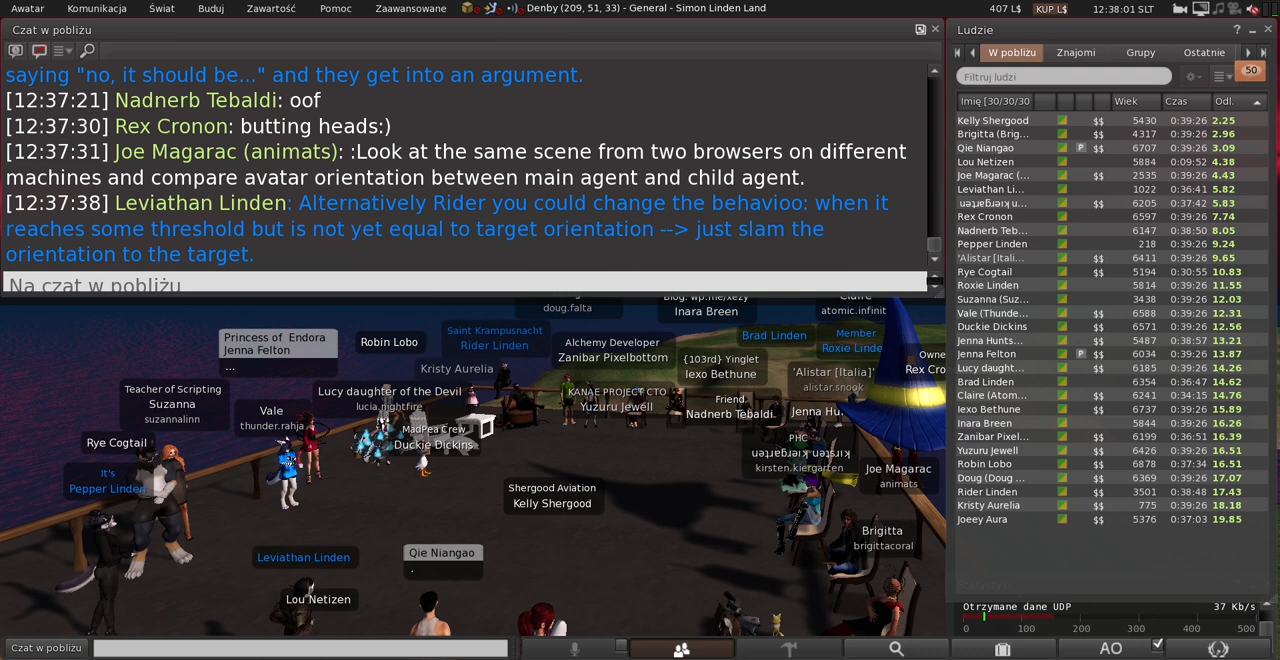 Awatar Komunikacja Świat Buduj Zawartość Pomoc Zaawansowane Denby (209, 51, 33) - General - Simon Linden Land 407 L$ KUP L$ 12:38:01 SLT
Czat w pobliżu
saying "no, it should be..." and they get into an argument.
[12:37:21] Nadnerb Tebaldi: oof
[12:37:30] Rex Cronon: butting heads:)
[12:37:31] Joe Magarac (animats): :Look at the same scene from two browsers on different
machines and compare avatar orientation between main agent and child agent.
[12:37:38] Leviathan Linden: Alternatively Rider you could change the behavioo: when it
reaches some threshold but is not yet equal to target orientation --> just slam the
orientation to the target.
Na czat w pobliżu
doug.falta
Blog: wp.me/xezy
Inara Breen
Claire
atomic.infinit
Princess of Endora
Jenna Felton
...
Robin Lobo
Saint Krampusnacht
Rider Linden
Kristy Aurelia
Alchemy Developer
Zanibar Pixelbottom
{103rd} Yinglet
Iexo Bethune
Brad Linden
Member
Roxie Linde
Owne
Rex Cro
'Alistar [Italia]'
alistar.snook
Teacher of Scripting
Suzanna
suzannalinn
Vale
thunder.rahja
Lucy daughter of the Devil
lucia.nightfire
MadPea Crew
Duckie Dickins
KANAE PROJECT CTO
Yuzuru Jewell
Friend
Nadnerb Tebaldi
Jenna Hu
Rye Cogtail
It's
Pepper Linden
PHC
uǝʇɹɐƃɹǝıʞ uǝʇsɹıʞ
kirsten.kiergarten
Joe Magarac
animats
Shergood Aviation
Kelly Shergood
Brigitta
brigittacoral
Leviathan Linden
Qie Niangao
.
Lou Netizen
Czat w pobliżu
Ludzie
W pobliżu Znajomi Grupy Ostatnie
Filtruj ludzi
50
Imię [30/30/30 Wiek Czas Odl.
Kelly Shergood $$ 5430 0:39:26 2.25
Brigitta (Brig... $$ 4317 0:39:26 2.96
Qie Niangao P $$ 6707 0:39:26 3.09
Lou Netizen 5884 0:09:52 4.38
Joe Magarac (... $$ 2535 0:39:26 4.43
Leviathan Li... 1022 0:36:41 5.82
uǝʇɹɐƃɹǝıʞ u... $$ 6205 0:37:42 5.83
Rex Cronon 6597 0:39:26 7.74
Nadnerb Teb... 6147 0:38:50 8.05
Pepper Linden 218 0:39:26 9.24
'Alistar [Itali... $$ 6411 0:39:26 9.65
Rye Cogtail $$ 5194 0:30:55 10.83
Roxie Linden 5814 0:39:26 11.55
Suzanna (Suz... 3438 0:39:26 12.03
Vale (Thunde... $$ 6588 0:39:26 12.31
Duckie Dickins $$ 6571 0:39:26 12.56
Jenna Hunts... $$ 5487 0:38:57 13.21
Jenna Felton P $$ 6034 0:39:26 13.87
Lucy daught... $$ 6185 0:39:26 14.26
Brad Linden 6354 0:36:47 14.62
Claire (Atom... $$ 6241 0:34:15 14.76
Iexo Bethune $$ 6737 0:39:26 15.89
Inara Breen 5844 0:39:26 16.26
Zanibar Pixel... $$ 6199 0:36:51 16.39
Yuzuru Jewell $$ 6426 0:39:26 16.51
Robin Lobo $$ 6878 0:37:34 16.51
Doug (Doug ... $$ 6369 0:39:26 17.07
Rider Linden $$ 3501 0:38:48 17.43
Kristy Aurelia $$ 775 0:39:26 18.18
Joeey Aura $$ 5376 0:37:03 19.85
Otrzymane dane UDP 37 Kb/s
0 100 200 300 400 500
AO